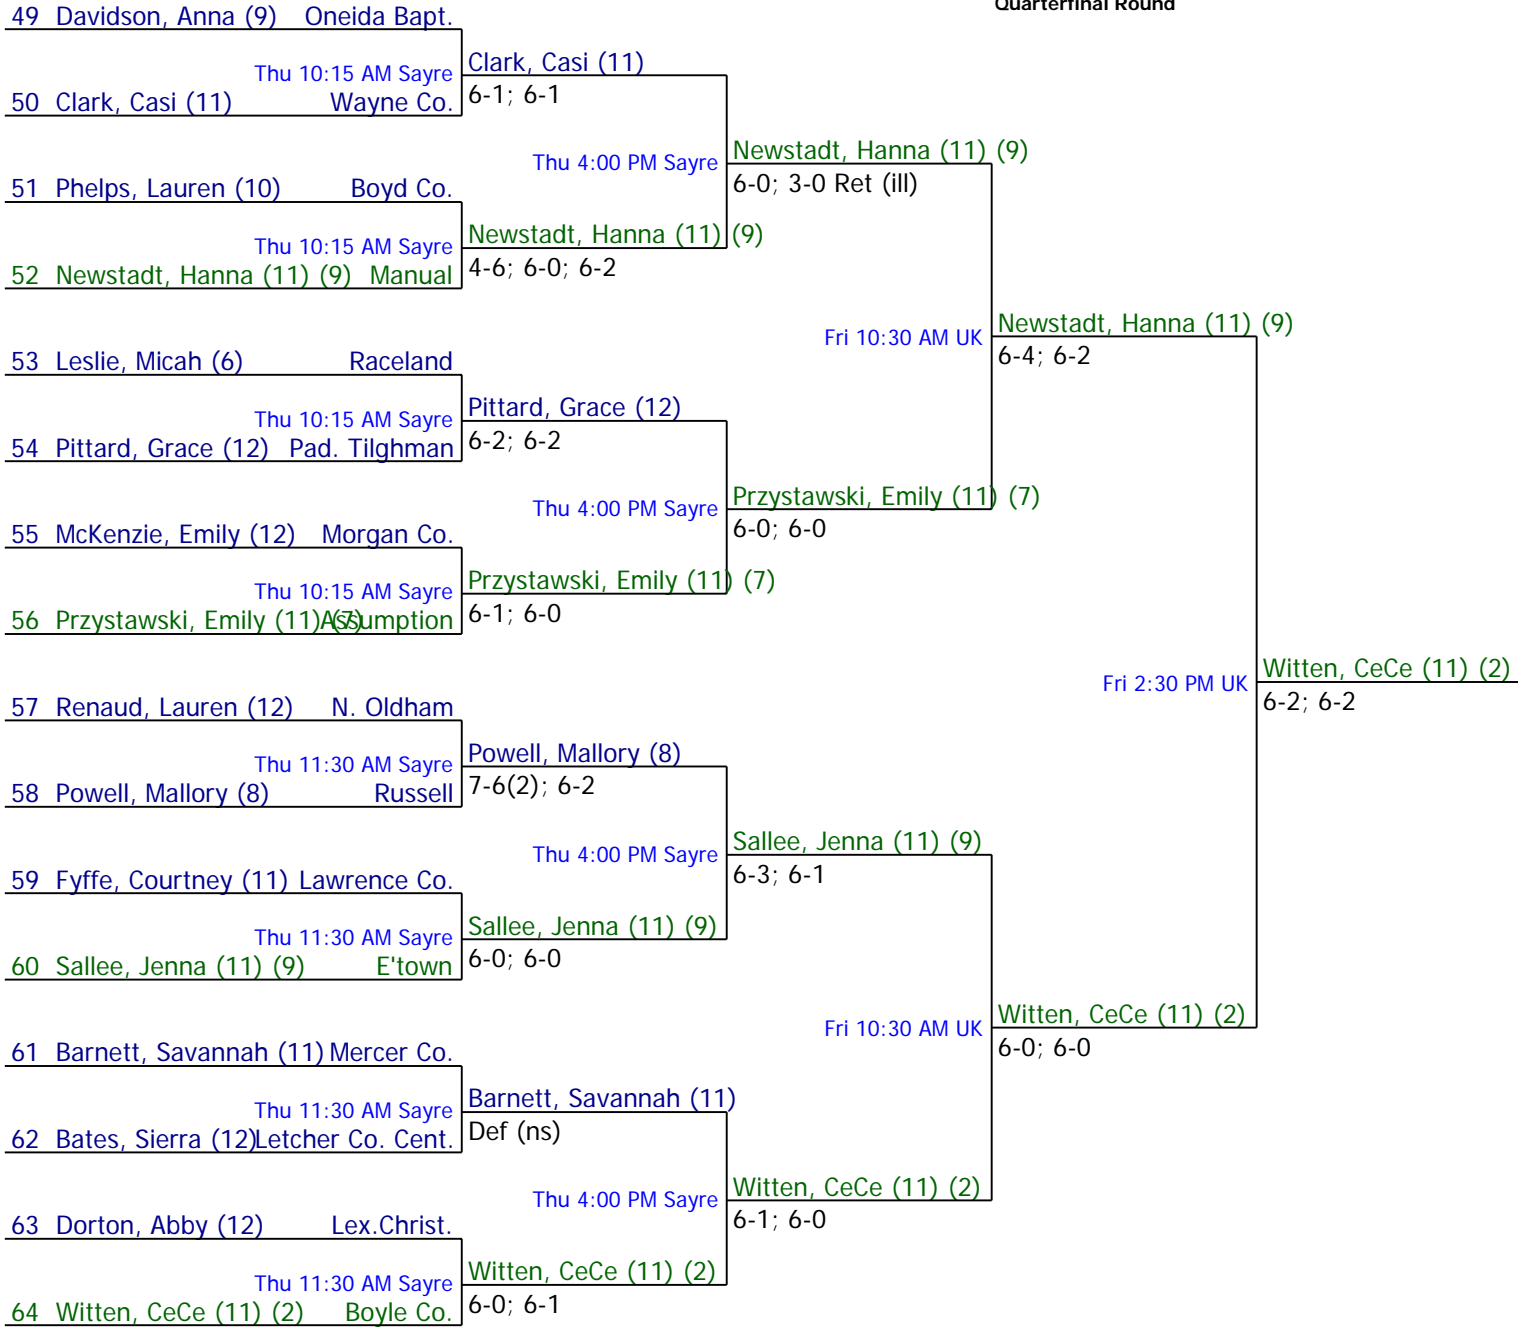 Quarterfinal Round
49 Davidson, Anna (9) Oneida Bapt.
Thu 10:15 AM Sayre
Clark, Casi (11)
6-1; 6-1
50 Clark, Casi (11) Wayne Co.
Thu 4:00 PM Sayre
Newstadt, Hanna (11) (9)
6-0; 3-0 Ret (ill)
51 Phelps, Lauren (10) Boyd Co.
Thu 10:15 AM Sayre
Newstadt, Hanna (11) (9)
4-6; 6-0; 6-2
52 Newstadt, Hanna (11) (9) Manual
Fri 10:30 AM UK
Newstadt, Hanna (11) (9)
6-4; 6-2
53 Leslie, Micah (6) Raceland
Thu 10:15 AM Sayre
Pittard, Grace (12)
6-2; 6-2
54 Pittard, Grace (12) Pad. Tilghman
Thu 4:00 PM Sayre
Przystawski, Emily (11) (7)
6-0; 6-0
55 McKenzie, Emily (12) Morgan Co.
Thu 10:15 AM Sayre
Przystawski, Emily (11) (7)
6-1; 6-0
56 Przystawski, Emily (11) (7) Assumption
Fri 2:30 PM UK
Witten, CeCe (11) (2)
6-2; 6-2
57 Renaud, Lauren (12) N. Oldham
Thu 11:30 AM Sayre
Powell, Mallory (8)
7-6(2); 6-2
58 Powell, Mallory (8) Russell
Thu 4:00 PM Sayre
Sallee, Jenna (11) (9)
6-3; 6-1
59 Fyffe, Courtney (11) Lawrence Co.
Thu 11:30 AM Sayre
Sallee, Jenna (11) (9)
6-0; 6-0
60 Sallee, Jenna (11) (9) E'town
Fri 10:30 AM UK
Witten, CeCe (11) (2)
6-0; 6-0
61 Barnett, Savannah (11) Mercer Co.
Thu 11:30 AM Sayre
Barnett, Savannah (11)
Def (ns)
62 Bates, Sierra (12) Letcher Co. Cent.
Thu 4:00 PM Sayre
Witten, CeCe (11) (2)
6-1; 6-0
63 Dorton, Abby (12) Lex.Christ.
Thu 11:30 AM Sayre
Witten, CeCe (11) (2)
6-0; 6-1
64 Witten, CeCe (11) (2) Boyle Co.